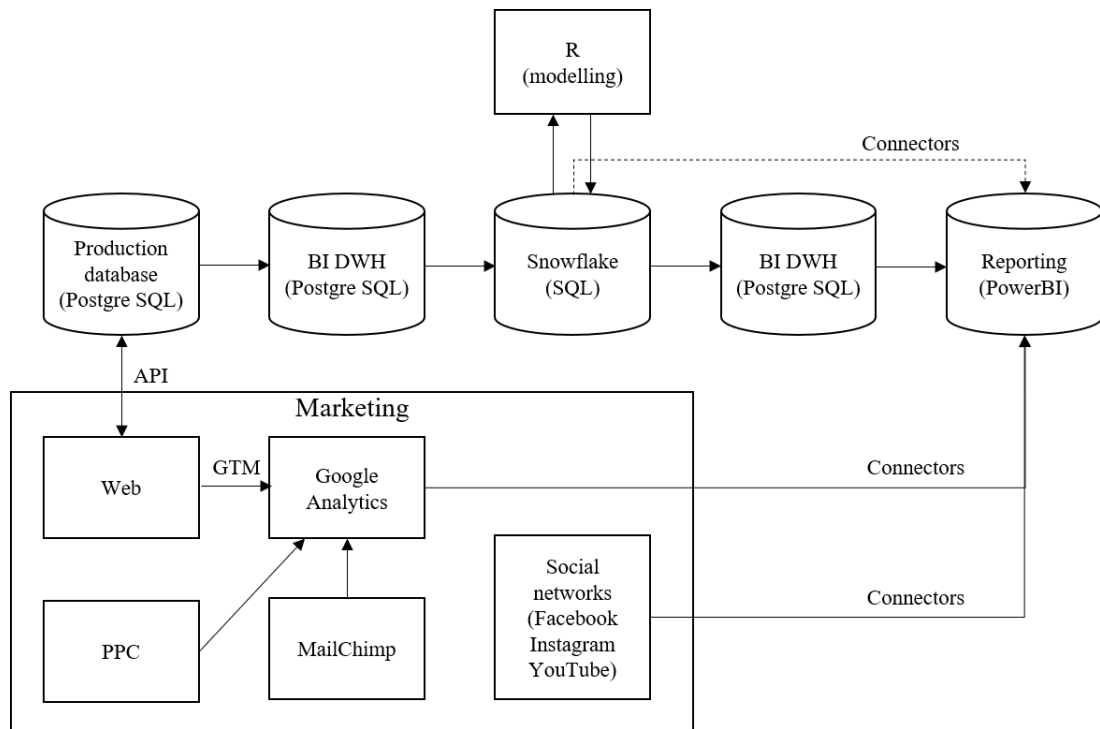 R
(modelling)
Connectors
Production
database
(Postgre SQL)
BI DWH
(Postgre SQL)
Snowflake
(SQL)
BI DWH
(Postgre SQL)
Reporting
(PowerBI)
API
Marketing
Web
GTM
Google
Analytics
Connectors
PPC
MailChimp
Social
networks
(Facebook
Instagram
YouTube)
Connectors